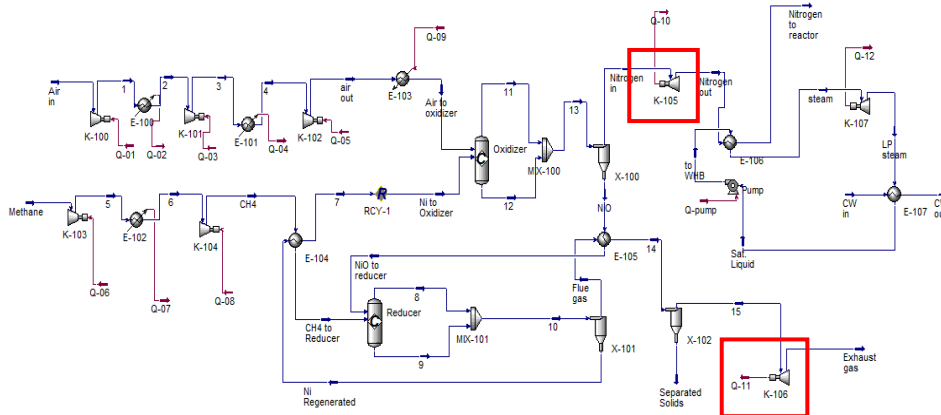 Q-10
Nitrogen
to
reactor
Q-09
Q-12
Air
in
1
2
3
4
air
out
E-103
Air to
oxidizer
11
13
Nitrogen
in
K-105
Nitrogen
out
steam
K-107
K-100
E-100
K-101
E-101
K-102
Oxidizer
MIX-100
X-100
E-106
LP
steam
Q-01
Q-02
Q-03
Q-04
Q-05
12
to
WHB
Pump
Methane
5
6
CH4
7
RCY-1
Ni to
Oxidizer
NiO
Q-pump
CW
in
E-107
K-103
E-102
K-104
E-104
E-105
14
Sat.
Liquid
Q-06
Q-07
Q-08
NiO to
reducer
Flue
gas
8
Reducer
MIX-101
10
15
CH4 to
Reducer
9
X-101
X-102
Exhaust
gas
Ni
Regenerated
Separated
Solids
Q-11
K-106